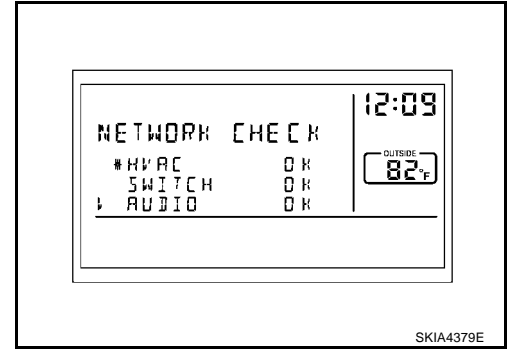 12:09
NETWORK CHECK
OUTSIDE
82°F
*HVAC OK
SWITCH OK
AUDIO OK
SKIA4379E